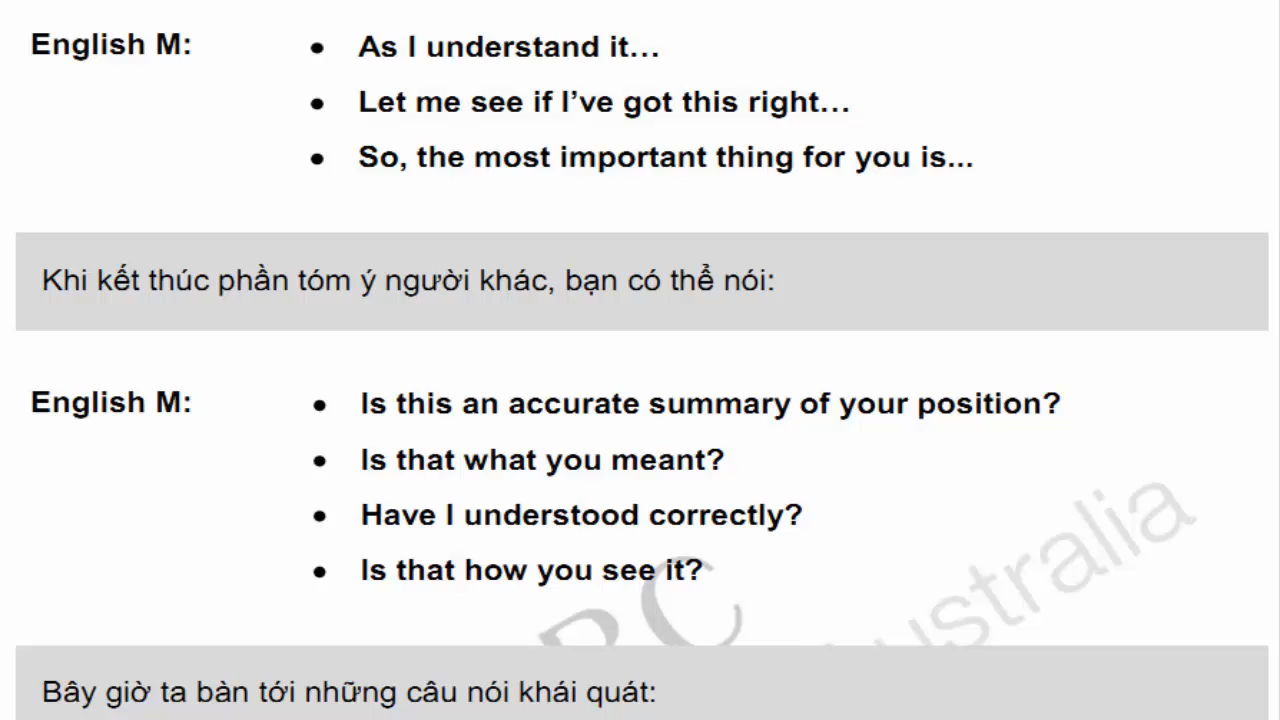 English M:
• As I understand it…
• Let me see if I’ve got this right…
• So, the most important thing for you is...
Khi kết thúc phần tóm ý người khác, bạn có thể nói:
English M:
• Is this an accurate summary of your position?
• Is that what you meant?
• Have I understood correctly?
• Is that how you see it?
Bây giờ ta bàn tới những câu nói khái quát: